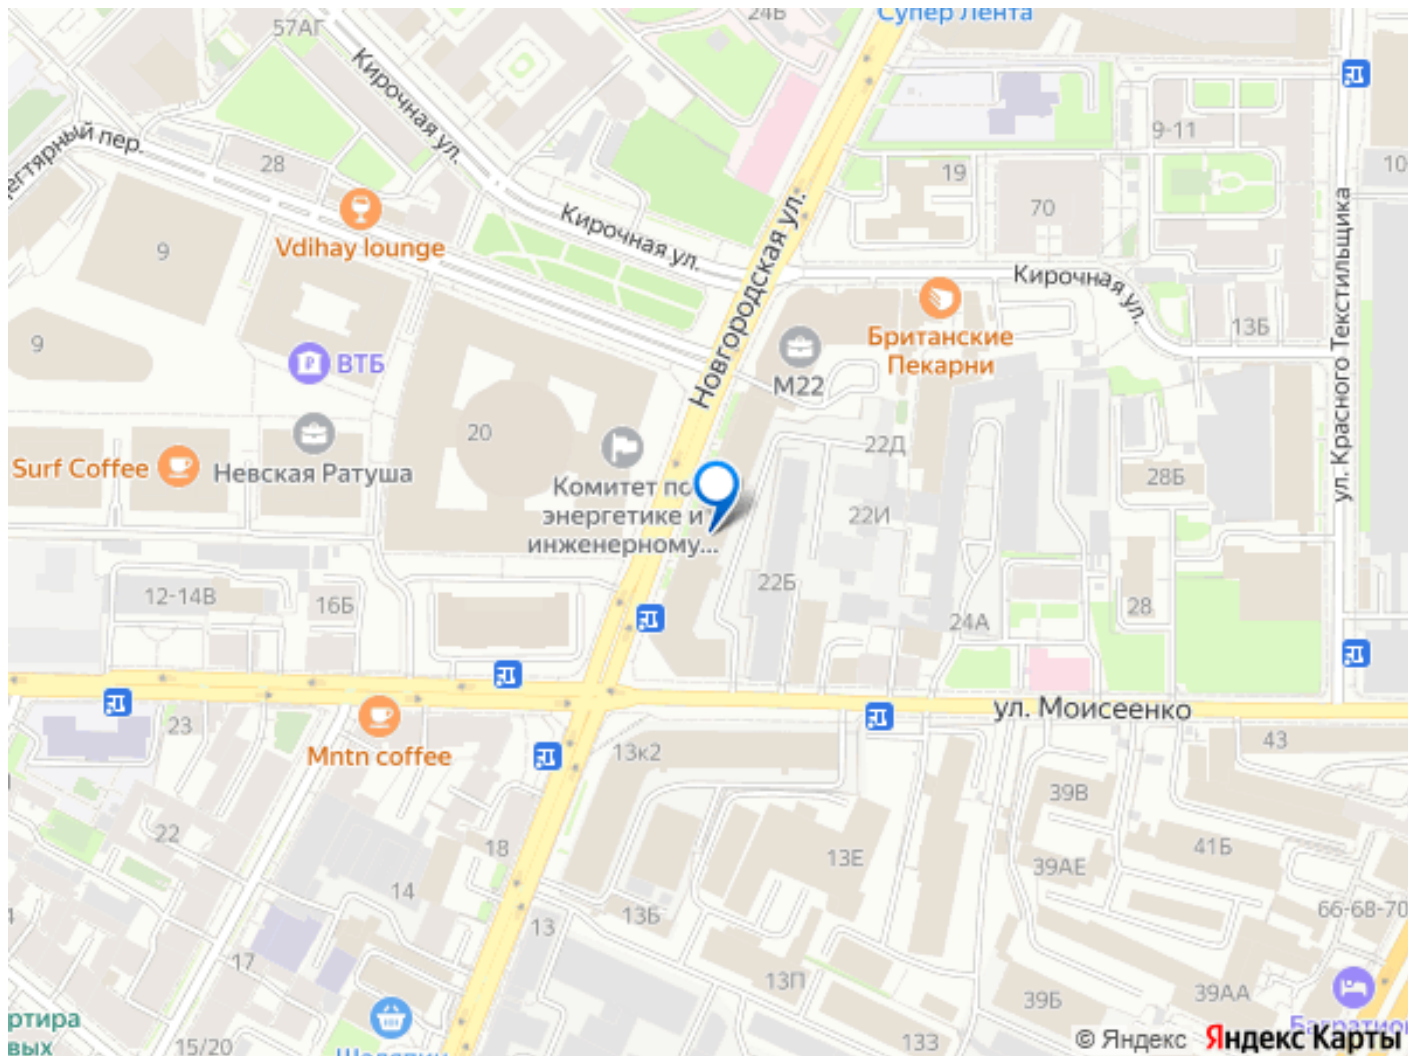 57АГ
24Б
Супер Лента
Кирочная ул.
9-11
10
пер.
28
19
70
Vdlhay lounge
Кирочная ул.
Новгородская ул.
Кирочная ул.
ул. Красного Текстильщика
9
9
ВТБ
М22
Британские
Пекарни
13Б
20
22Д
Surf Coffee
Невская Ратуша
Комитет по
энергетике и
инженерному...
28Б
22И
22Б
12-14В
16Б
28
24А
ул. Моисеенко
23
Mntn coffee
13к2
43
39В
22
18
13Е
41Б
39АЕ
14
13Б
13
66-68-70
17
13П
39Б
39АА
15/20
133
© Яндекс Яндекс Карты